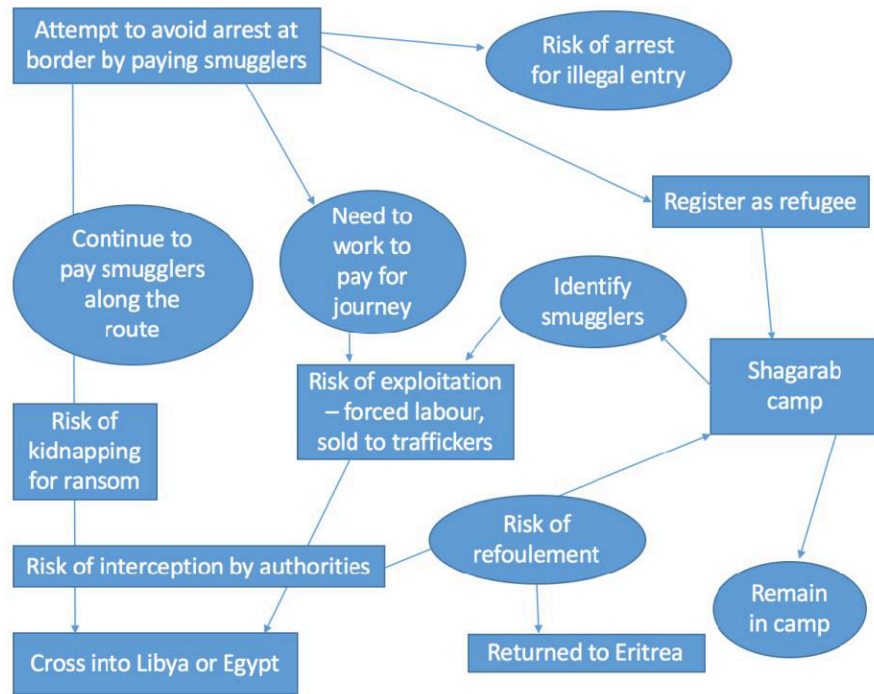 Attempt to avoid arrest at
border by paying smugglers
Risk of arrest
for illegal entry
Register as refugee
Continue to
pay smugglers
along the
route
Need to
work to
pay for
journey
Identify
smugglers
Shagarab
camp
Risk of exploitation
– forced labour,
sold to traffickers
Risk of
kidnapping
for ransom
Risk of
refoulement
Risk of interception by authorities
Remain
in camp
Cross into Libya or Egypt
Returned to Eritrea